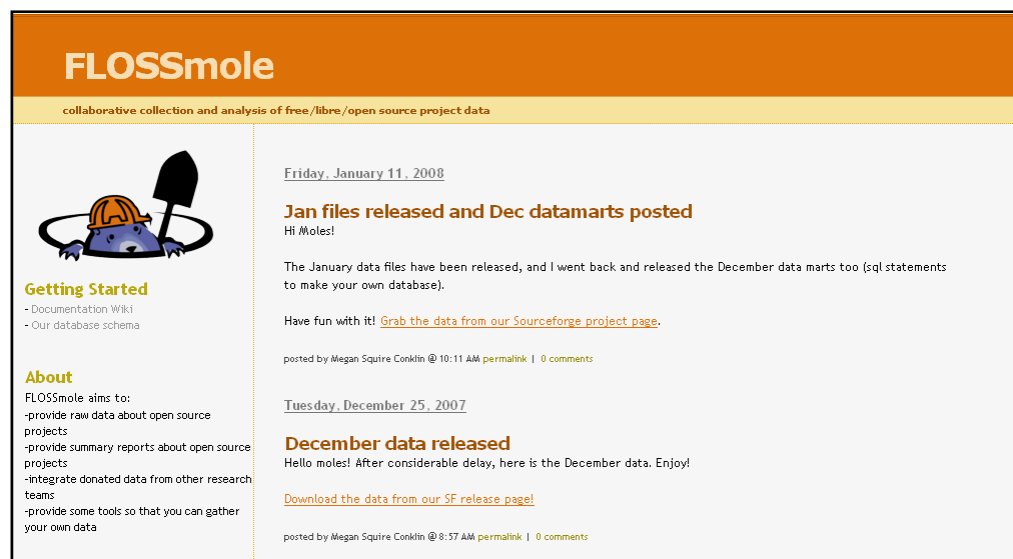 FLOSSmole
collaborative collection and analysis of free/libre/open source project data
Getting Started
- Documentation Wiki
- Our database schema
About
FLOSSmole aims to:
-provide raw data about open source
projects
-provide summary reports about open source
projects
-integrate donated data from other research
teams
-provide some tools so that you can gather
your own data
Friday, January 11, 2008
Jan files released and Dec datamarts posted
Hi Moles!
The January data files have been released, and I went back and released the December data marts too (sql statements
to make your own database).
Have fun with it! Grab the data from our Sourceforge project page.
posted by Megan Squire Conklin @ 10:11 AM permalink | 0 comments
Tuesday, December 25, 2007
December data released
Hello moles! After considerable delay, here is the December data. Enjoy!
Download the data from our SF release page!
posted by Megan Squire Conklin @ 8:57 AM permalink | 0 comments